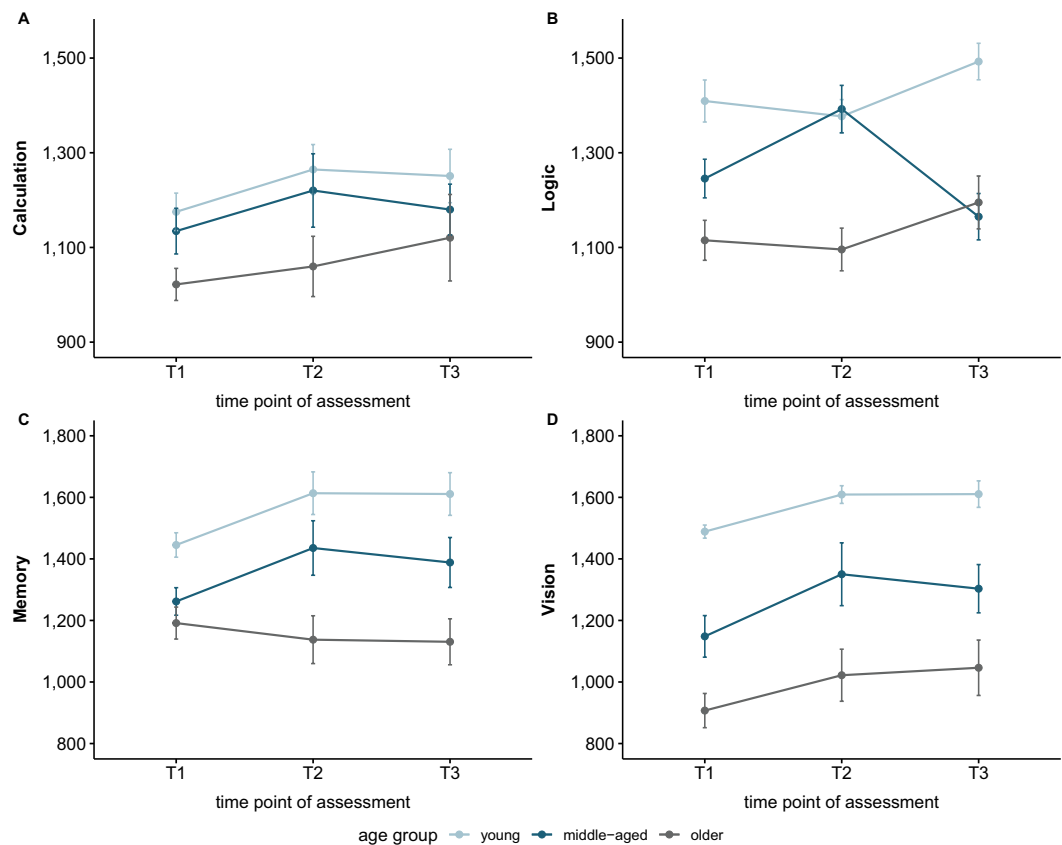 A
Calculation
1,500
1,300
1,100
900
T1 T2 T3
time point of assessment
B
Logic
1,500
1,300
1,100
900
T1 T2 T3
time point of assessment
C
Memory
1,800
1,600
1,400
1,200
1,000
800
T1 T2 T3
time point of assessment
D
Vision
1,800
1,600
1,400
1,200
1,000
800
T1 T2 T3
time point of assessment
age group young middle−aged older